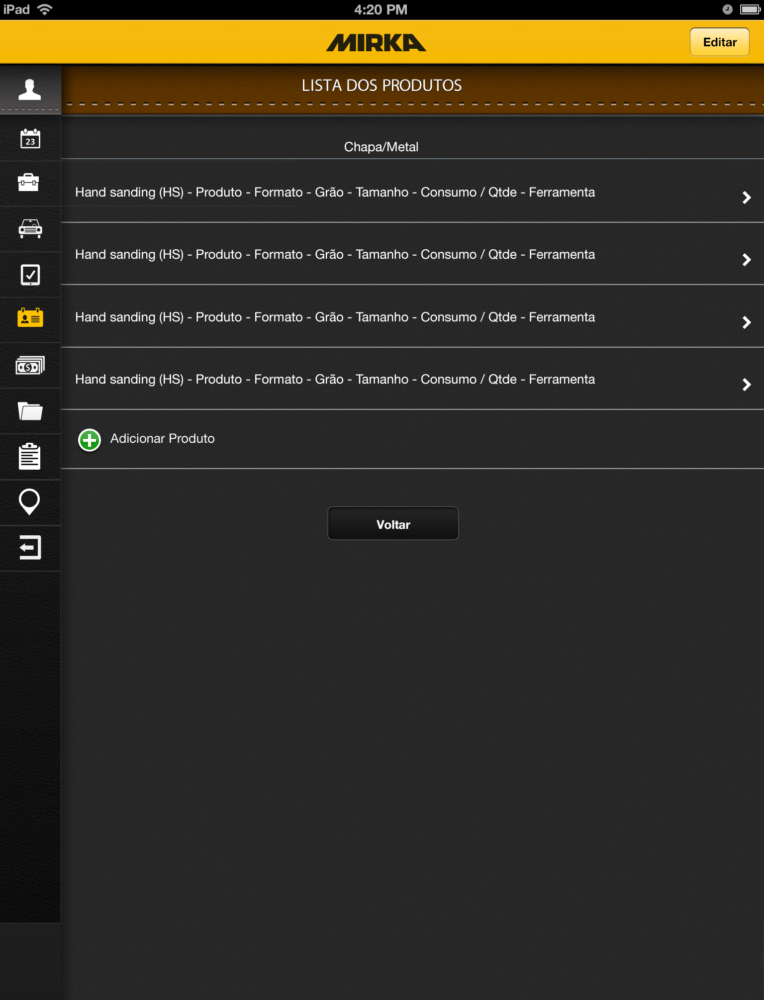 iPad
4:20 PM
MIRKA
Editar
LISTA DOS PRODUTOS
23
Chapa/Metal
Hand sanding (HS) - Produto - Formato - Grão - Tamanho - Consumo / Qtde - Ferramenta
Hand sanding (HS) - Produto - Formato - Grão - Tamanho - Consumo / Qtde - Ferramenta
Hand sanding (HS) - Produto - Formato - Grão - Tamanho - Consumo / Qtde - Ferramenta
$
Hand sanding (HS) - Produto - Formato - Grão - Tamanho - Consumo / Qtde - Ferramenta
Adicionar Produto
Voltar